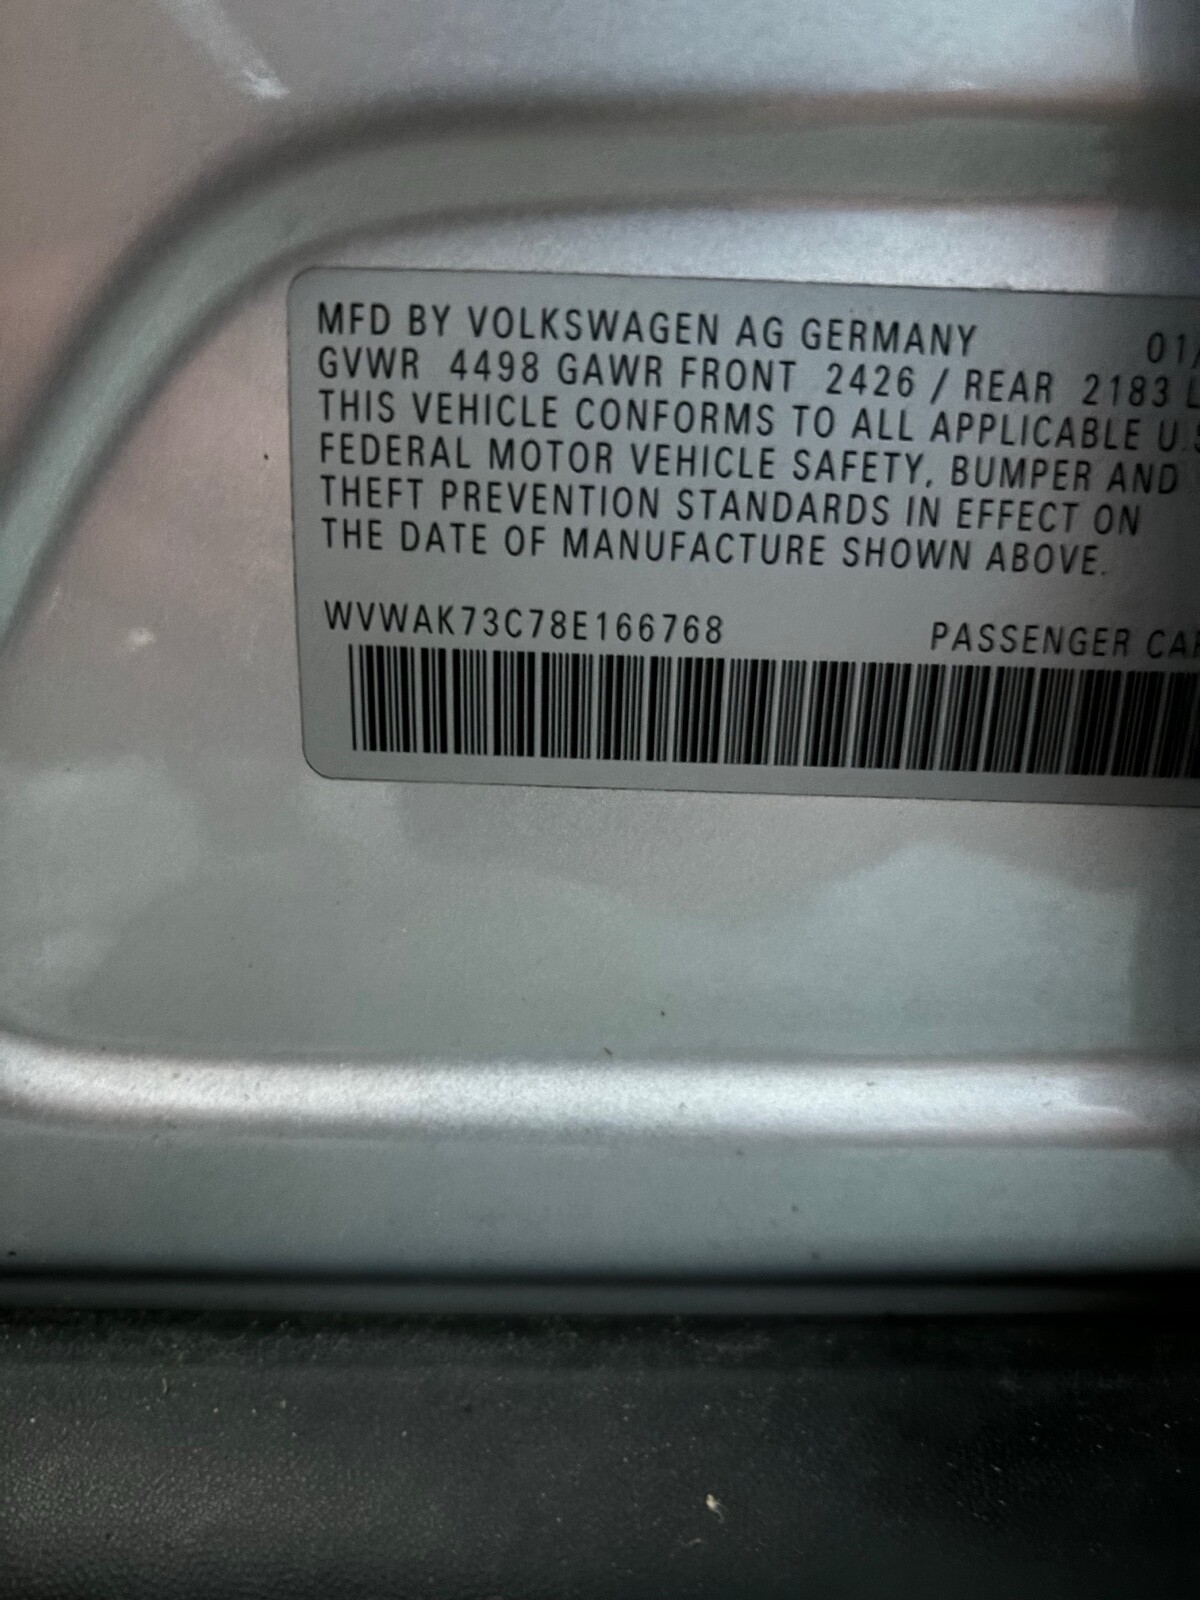 MFD BY VOLKSWAGEN AG GERMANY 01/
GVWR 4498 GAWR FRONT 2426 / REAR 2183 L
THIS VEHICLE CONFORMS TO ALL APPLICABLE U.S
FEDERAL MOTOR VEHICLE SAFETY, BUMPER AND
THEFT PREVENTION STANDARDS IN EFFECT ON
THE DATE OF MANUFACTURE SHOWN ABOVE.
WVWAK73C78E166768 PASSENGER CAR